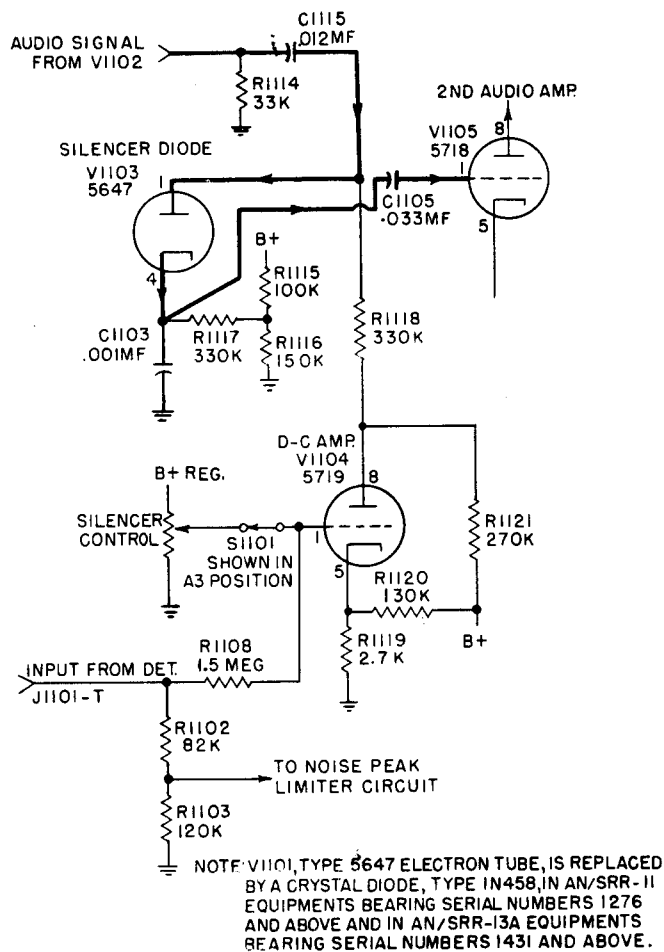 C1115
.012MF
AUDIO SIGNAL
FROM V1102
R1114
33K
2ND AUDIO AMP.
8
V1105
5718
1
5
SILENCER DIODE
V1103
5647
1
4
C1105
.033MF
B+
R1115
100K
R1118
330K
C1103
.001MF
R1117
330K
R1116
150K
D-C AMP.
V1104
5719
8
B+ REG.
SILENCER
CONTROL
S1101
SHOWN IN
A3 POSITION
1
5
R1121
270K
R1120
130K
B+
R1119
2.7K
R1108
1.5 MEG
INPUT FROM DET.
J1101-T
R1102
82K
TO NOISE PEAK
LIMITER CIRCUIT
R1103
120K
NOTE: V1101, TYPE 5647 ELECTRON TUBE, IS REPLACED
BY A CRYSTAL DIODE, TYPE 1N458, IN AN/SRR-11
EQUIPMENTS BEARING SERIAL NUMBERS 1276
AND ABOVE AND IN AN/SRR-13A EQUIPMENTS
BEARING SERIAL NUMBERS 1431 AND ABOVE.